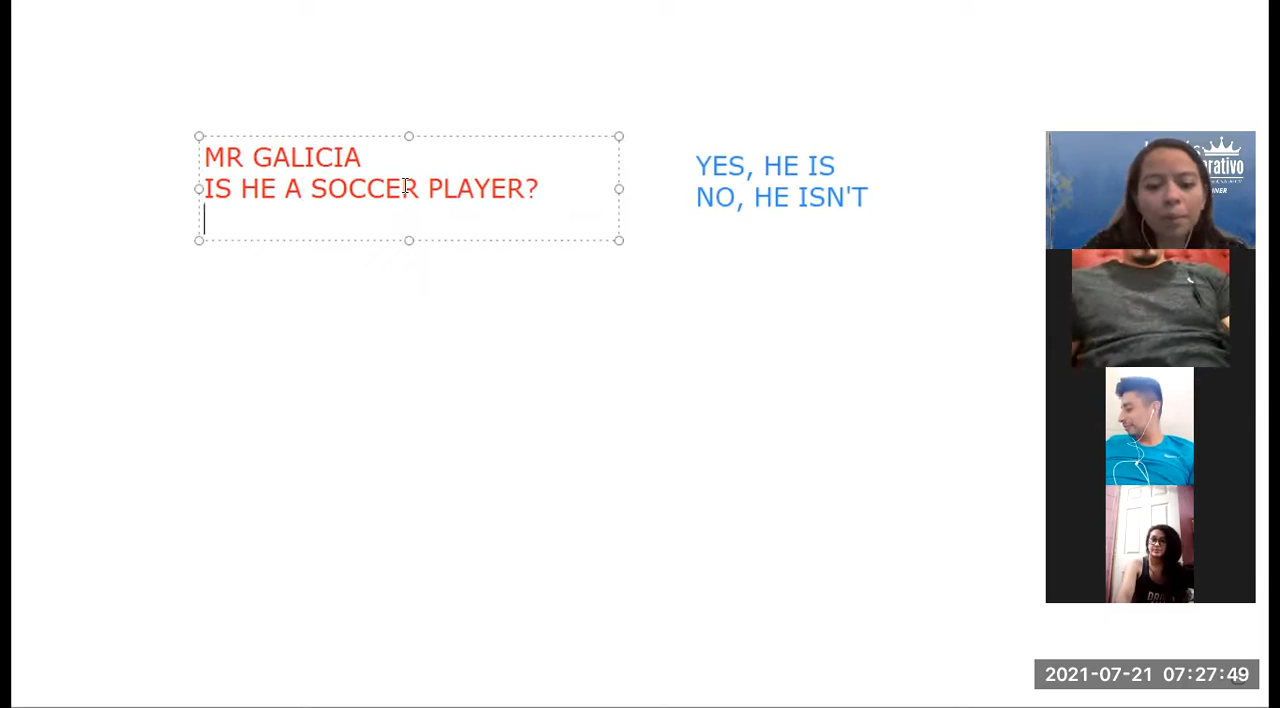 MR GALICIA
IS HE A SOCCER PLAYER?
YES, HE IS
NO, HE ISN'T
2021-07-21 07:27:49